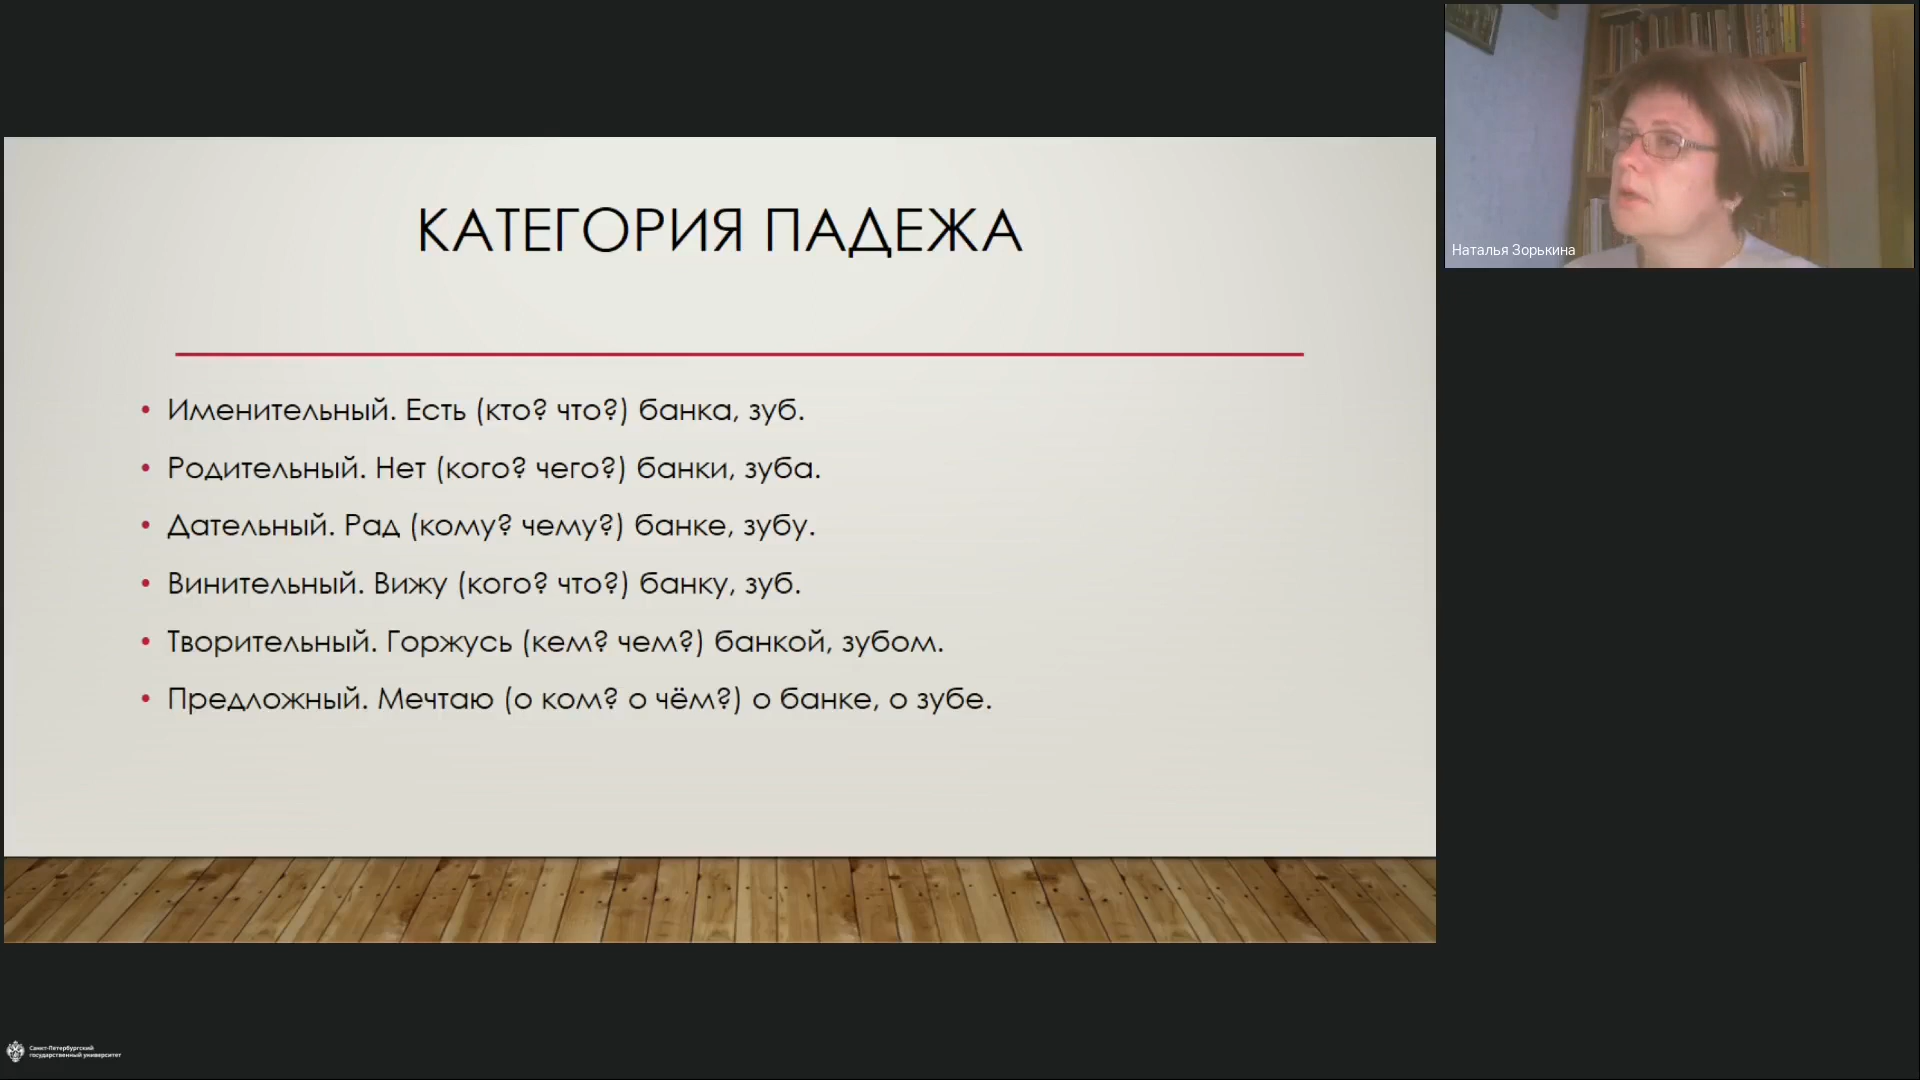 КАТЕГОРИЯ ПАДЕЖА
• Именительный. Есть (кто? что?) банка, зуб.
• Родительный. Нет (кого? чего?) банки, зуба.
• Дательный. Рад (кому? чему?) банке, зубу.
• Винительный. Вижу (кого? что?) банку, зуб.
• Творительный. Горжусь (кем? чем?) банкой, зубом.
• Предложный. Мечтаю (о ком? о чём?) о банке, о зубе.
Наталья Зорькина
Санкт-Петербургский
государственный университет